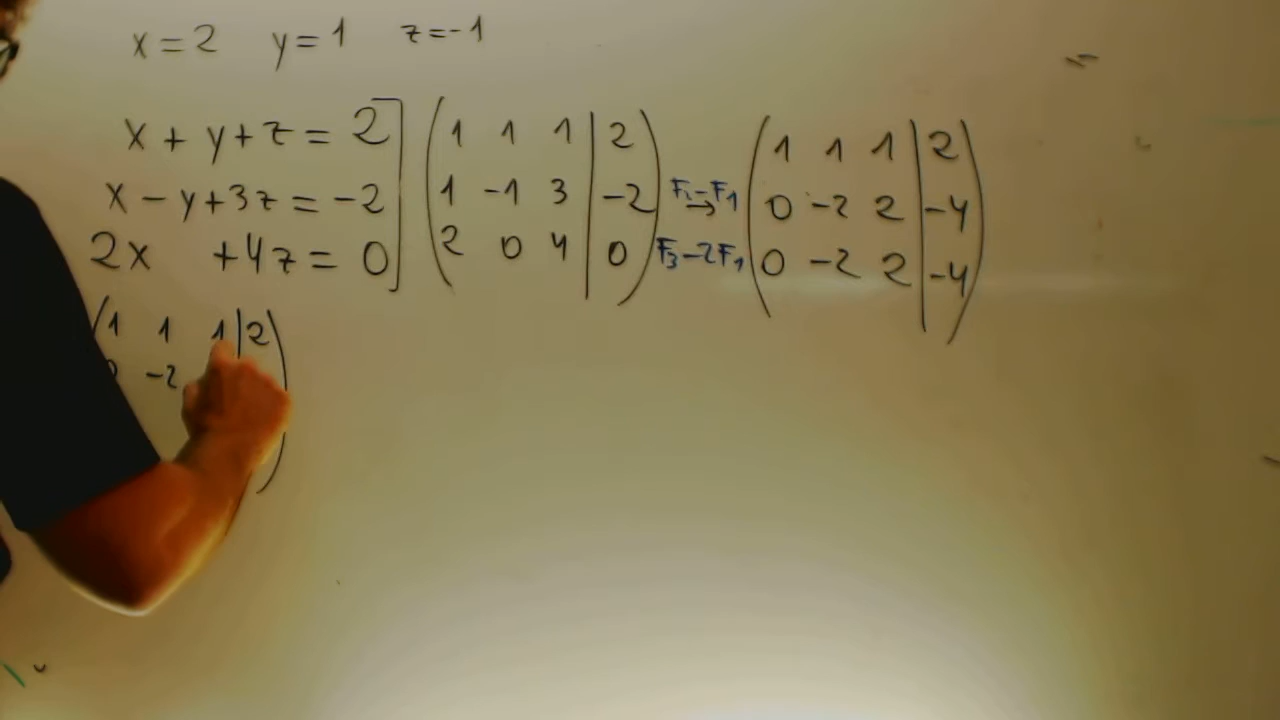 x = 2 y = 1 z = -1
x + y + z = 2
x - y + 3z = -2
2x + 4z = 0
1 1 1 | 2
1 -1 3 | -2
2 0 4 | 0
F₂-F₁ →
F₃-2F₁
1 1 1 | 2
0 -2 2 | -4
0 -2 2 | -4
1 1 1 | 2
-2